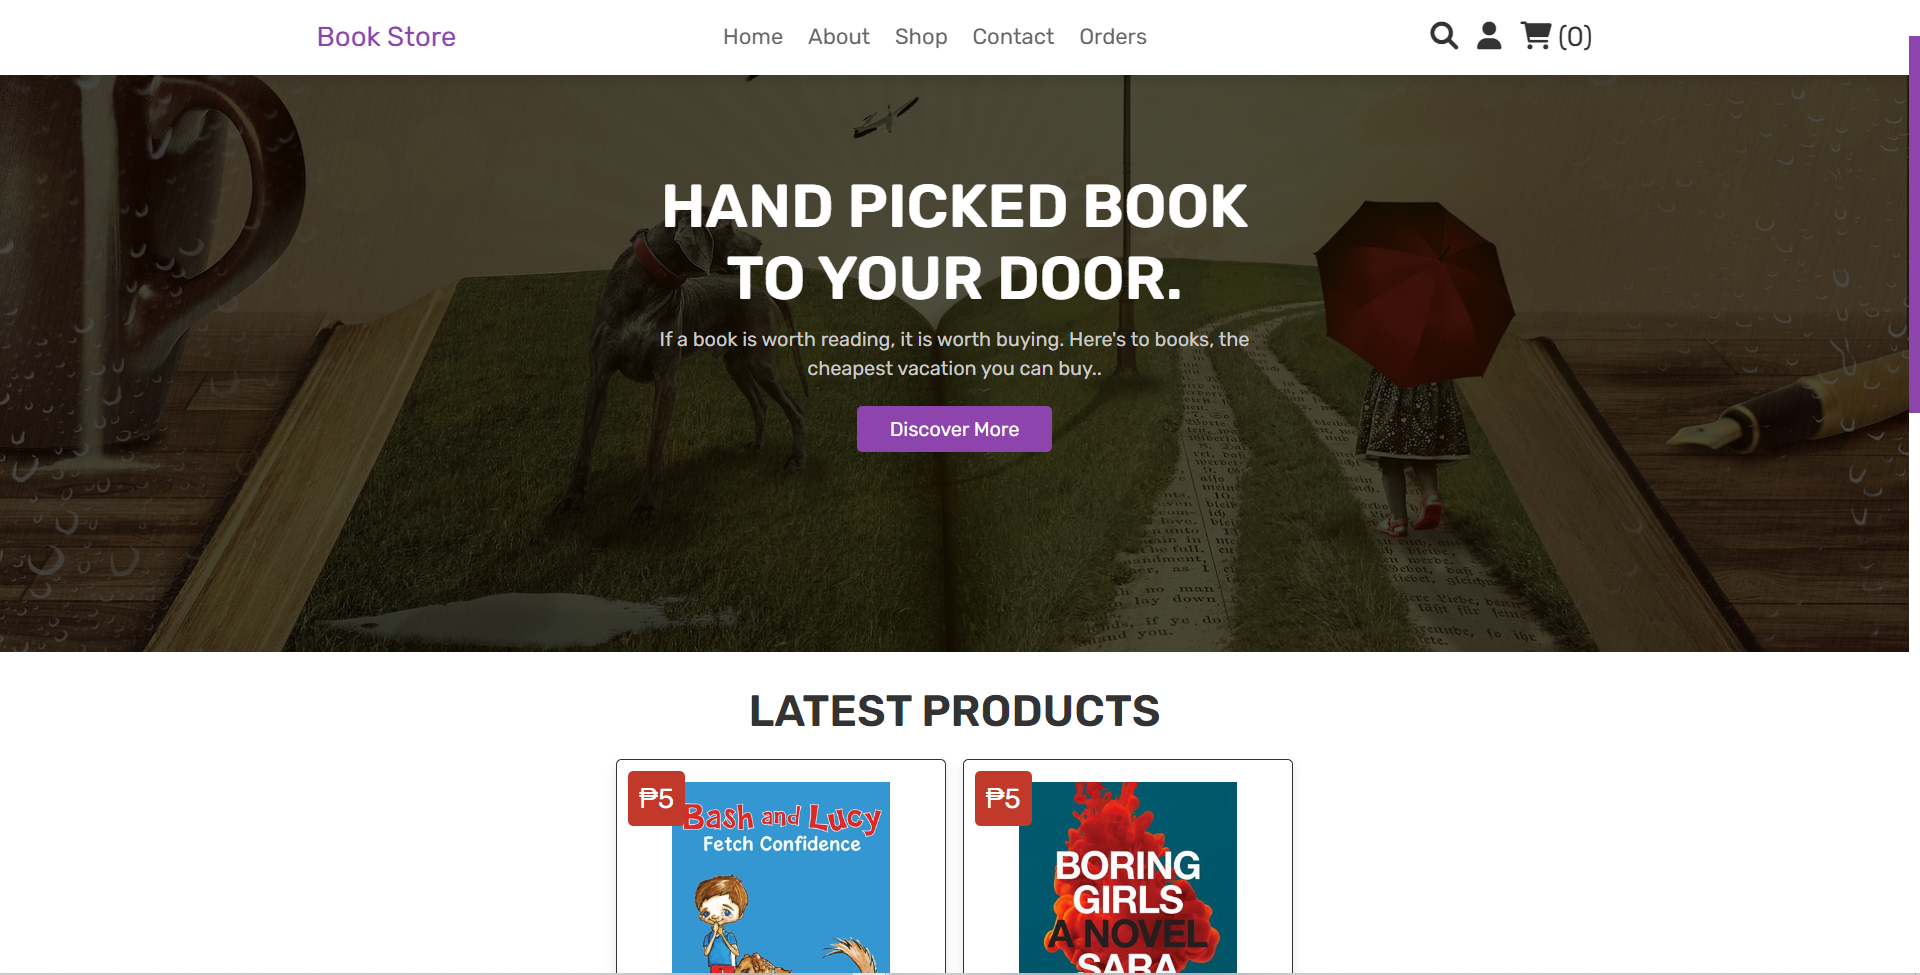 Book Store
Home About Shop Contact Orders
(0)
HAND PICKED BOOK
TO YOUR DOOR.
If a book is worth reading, it is worth buying. Here's to books, the
cheapest vacation you can buy..
Discover More
LATEST PRODUCTS
₱5
Bash and Lucy
Fetch Confidence
₱5
BORING
GIRLS
A NOVEL
SARA